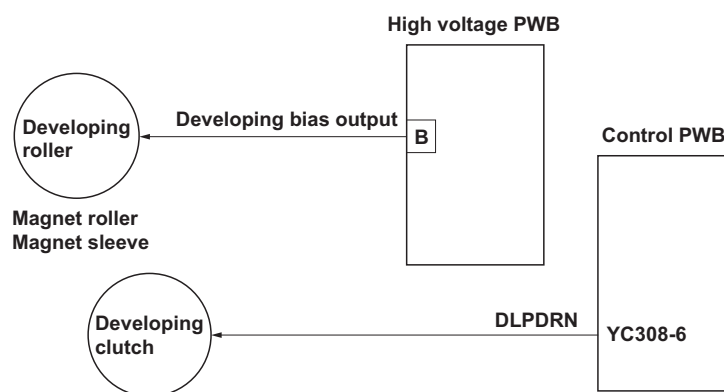 High voltage PWB
Developing
roller
Developing bias output
B
Control PWB
Magnet roller
Magnet sleeve
Developing
clutch
DLPDRN
YC308-6